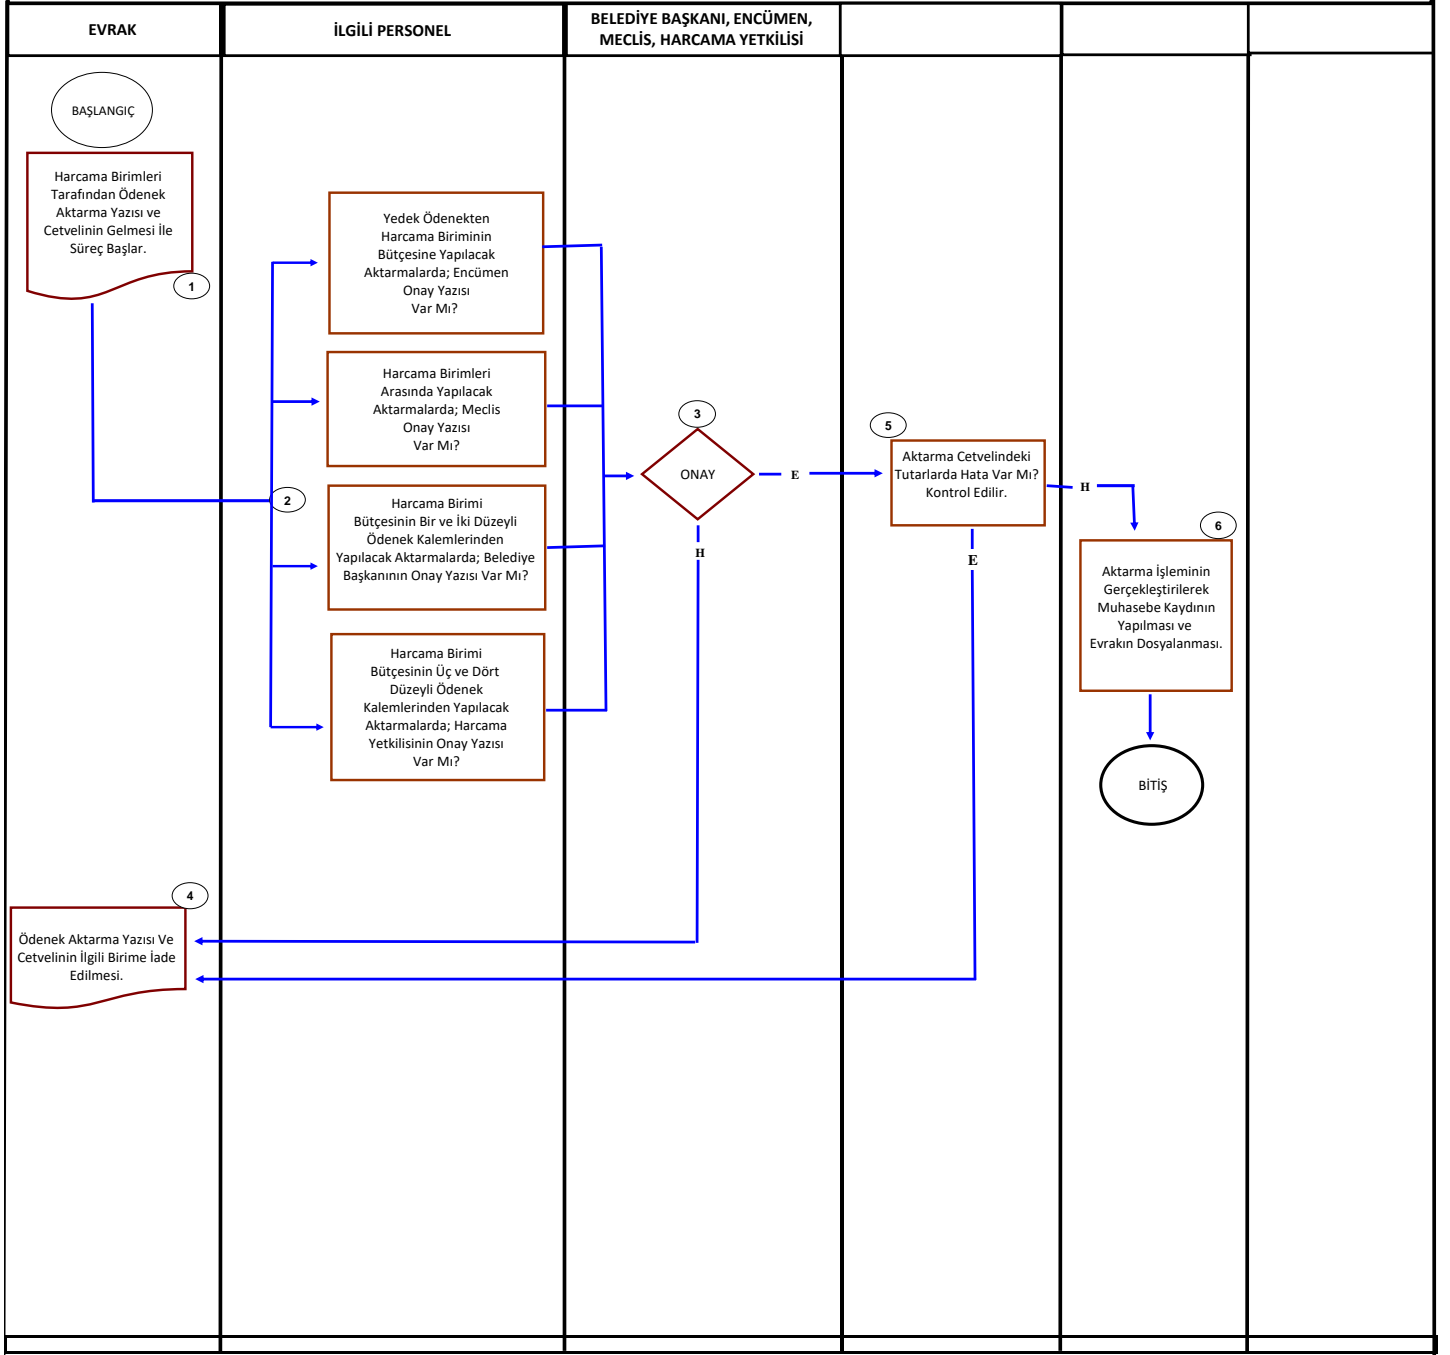 EVRAK
İLGİLİ PERSONEL
BELEDİYE BAŞKANI, ENCÜMEN,
MECLİS, HARCAMA YETKİLİSİ
BAŞLANGIÇ
Harcama Birimleri
Tarafından Ödenek
Aktarma Yazısı ve
Cetvelinin Gelmesi İle
Süreç Başlar.
1
2
Yedek Ödenekten
Harcama Biriminin
Bütçesine Yapılacak
Aktarmalarda; Encümen
Onay Yazısı
Var Mı?
Harcama Birimleri
Arasında Yapılacak
Aktarmalarda; Meclis
Onay Yazısı
Var Mı?
Harcama Birimi
Bütçesinin Bir ve İki Düzeyli
Ödenek Kalemlerinden
Yapılacak Aktarmalarda; Belediye
Başkanının Onay Yazısı Var Mı?
Harcama Birimi
Bütçesinin Üç ve Dört
Düzeyli Ödenek
Kalemlerinden Yapılacak
Aktarmalarda; Harcama
Yetkilisinin Onay Yazısı
Var Mı?
3
ONAY
E
H
5
Aktarma Cetvelindeki
Tutarlarda Hata Var Mı?
Kontrol Edilir.
H
E
6
Aktarma İşleminin
Gerçekleştirilerek
Muhasebe Kaydının
Yapılması ve
Evrakın Dosyalanması.
BİTİŞ
4
Ödenek Aktarma Yazısı Ve
Cetvelinin İlgili Birime İade
Edilmesi.